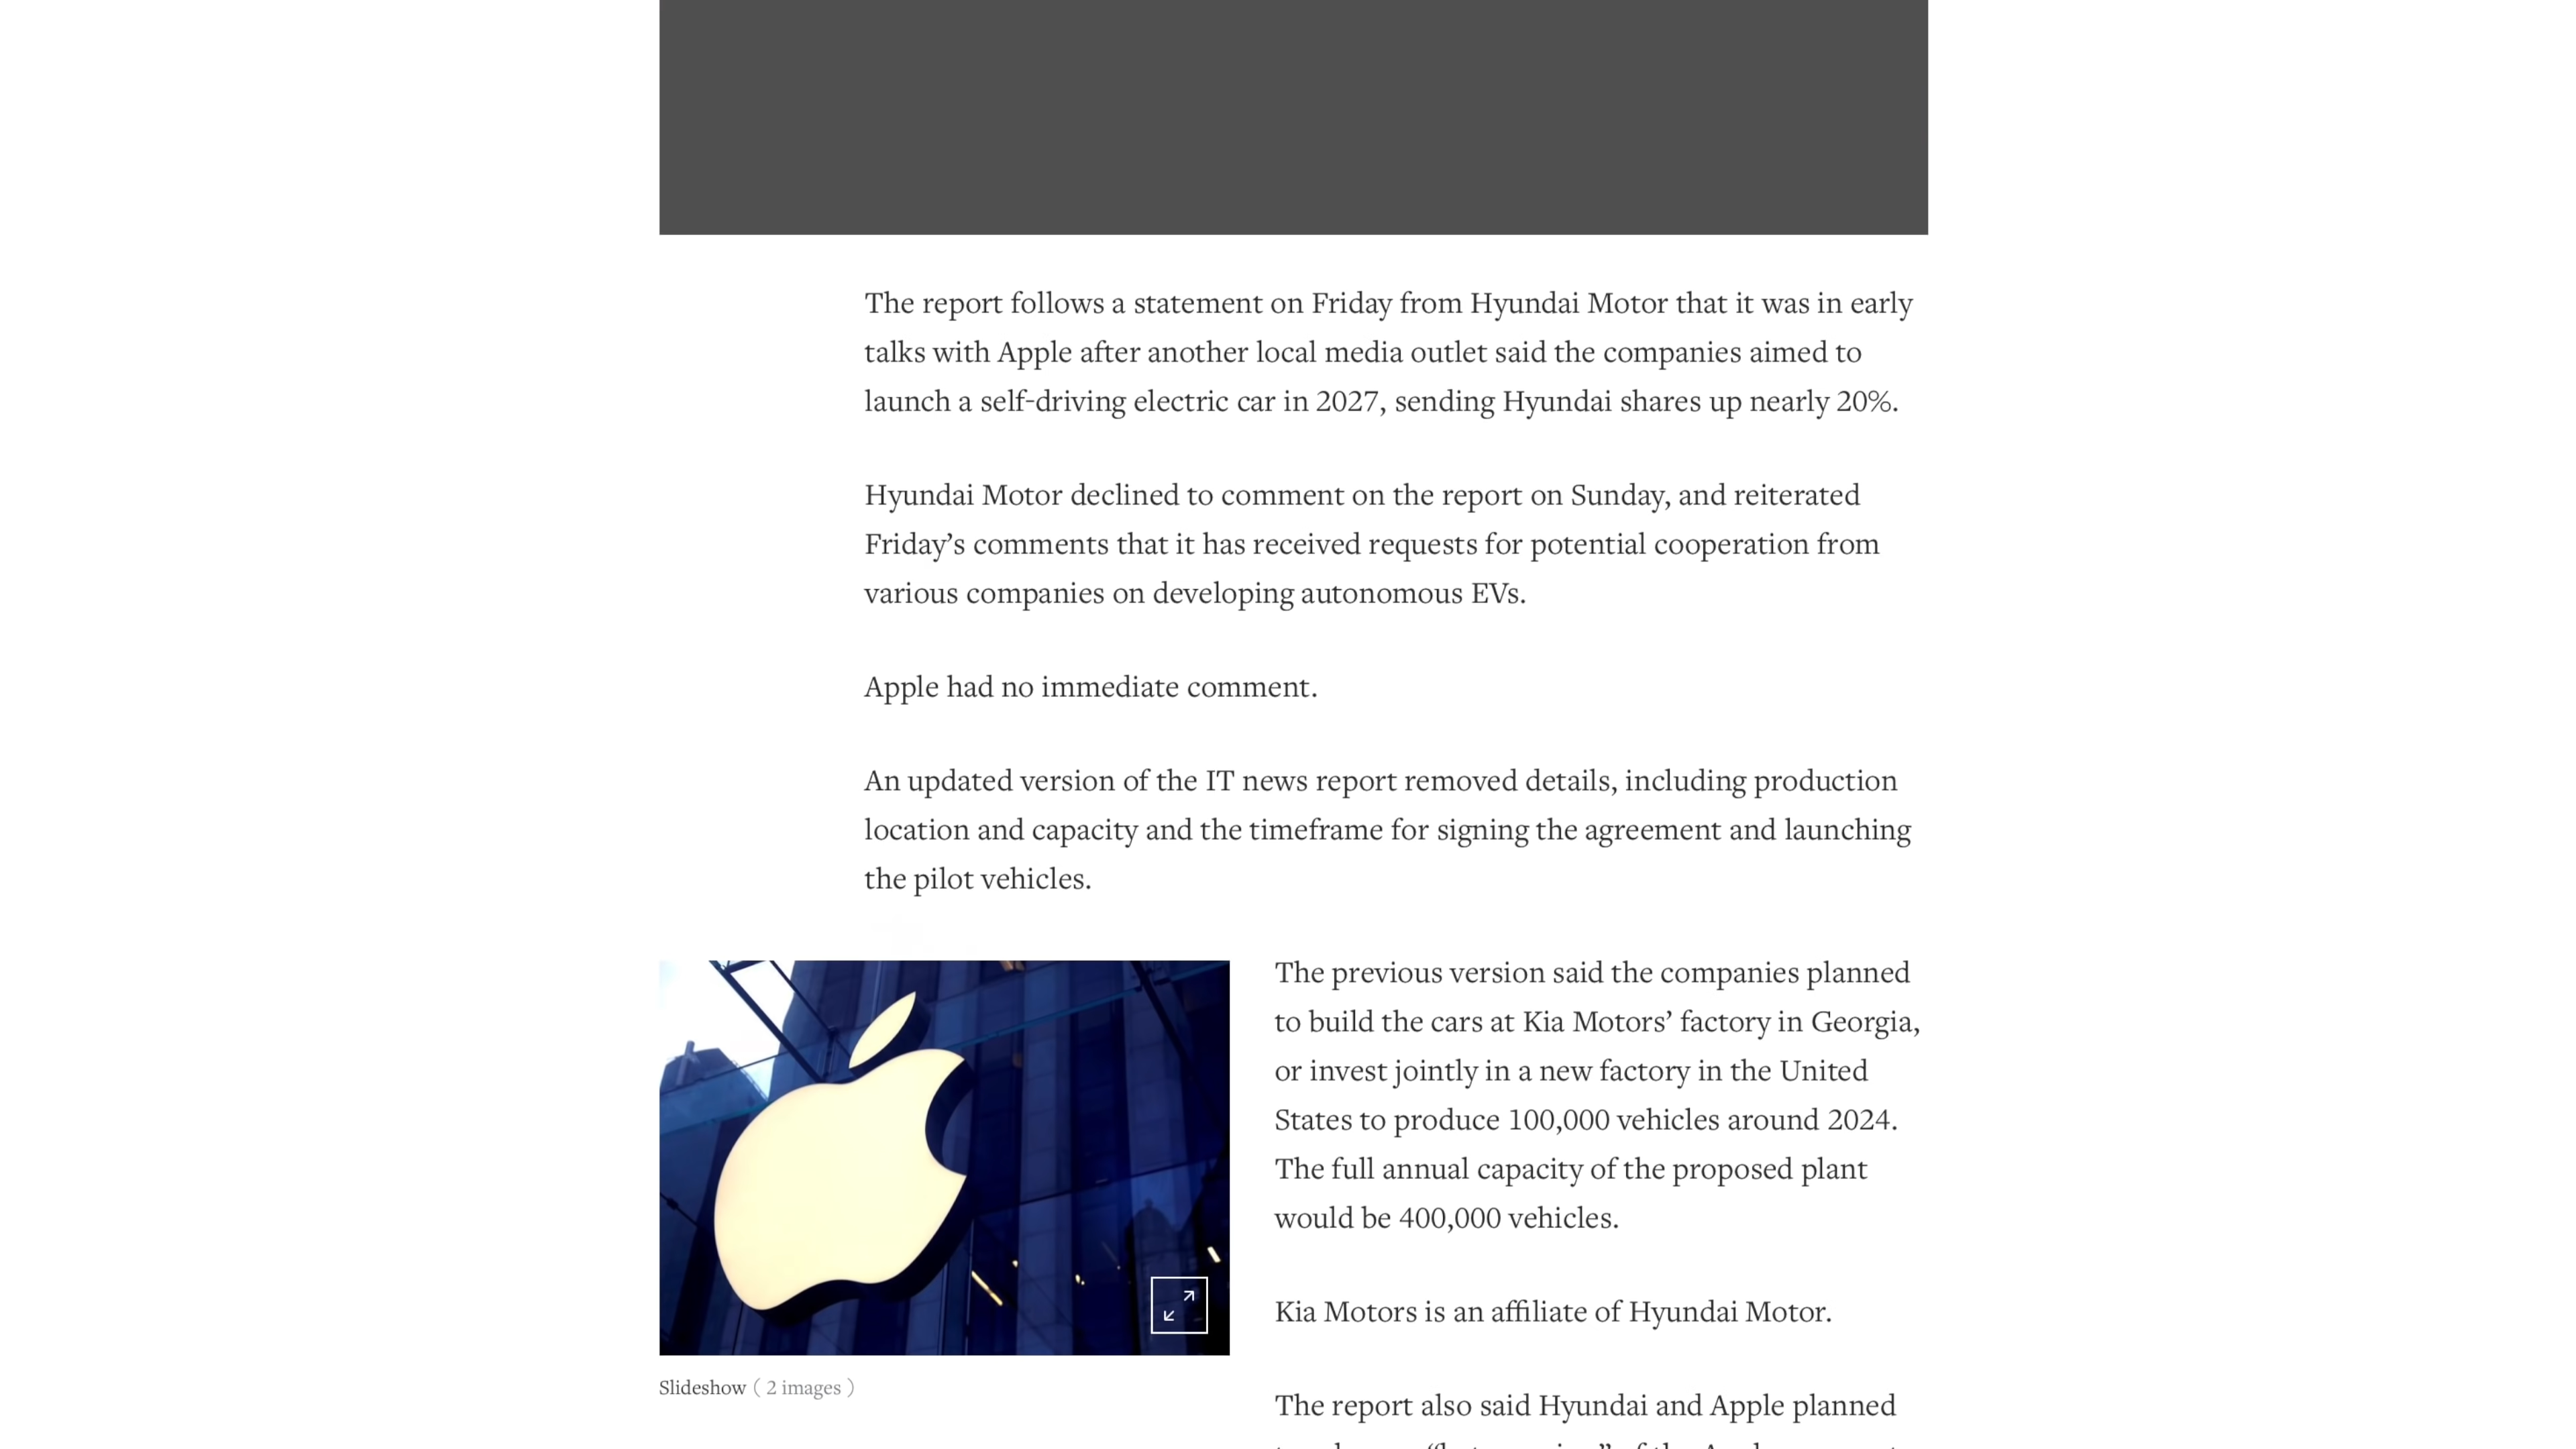 The report follows a statement on Friday from Hyundai Motor that it was in early
talks with Apple after another local media outlet said the companies aimed to
launch a self-driving electric car in 2027, sending Hyundai shares up nearly 20%.
Hyundai Motor declined to comment on the report on Sunday, and reiterated
Friday’s comments that it has received requests for potential cooperation from
various companies on developing autonomous EVs.
Apple had no immediate comment.
An updated version of the IT news report removed details, including production
location and capacity and the timeframe for signing the agreement and launching
the pilot vehicles.
The previous version said the companies planned
to build the cars at Kia Motors’ factory in Georgia,
or invest jointly in a new factory in the United
States to produce 100,000 vehicles around 2024.
The full annual capacity of the proposed plant
would be 400,000 vehicles.
Kia Motors is an affiliate of Hyundai Motor.
Slideshow ( 2 images )
The report also said Hyundai and Apple planned